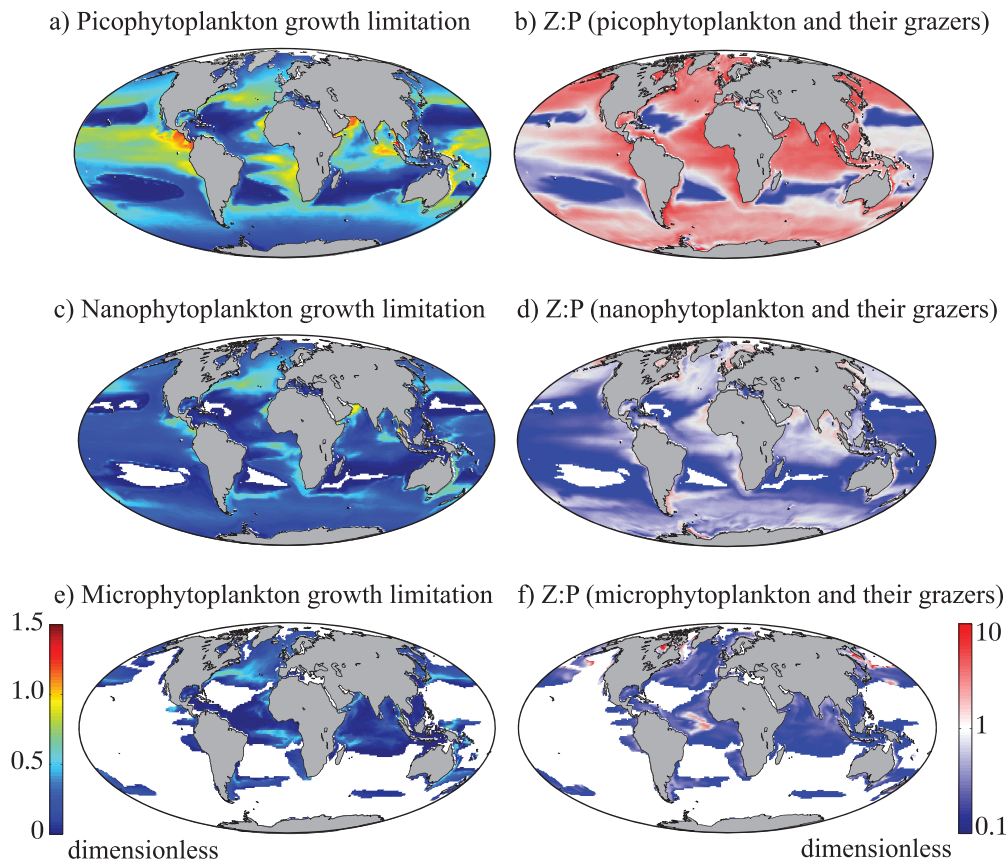 a) Picophytoplankton growth limitation
b) Z:P (picophytoplankton and their grazers)
c) Nanophytoplankton growth limitation
d) Z:P (nanophytoplankton and their grazers)
e) Microphytoplankton growth limitation
f) Z:P (microphytoplankton and their grazers)
1.5
1.0
0.5
0
dimensionless
10
1
0.1
dimensionless